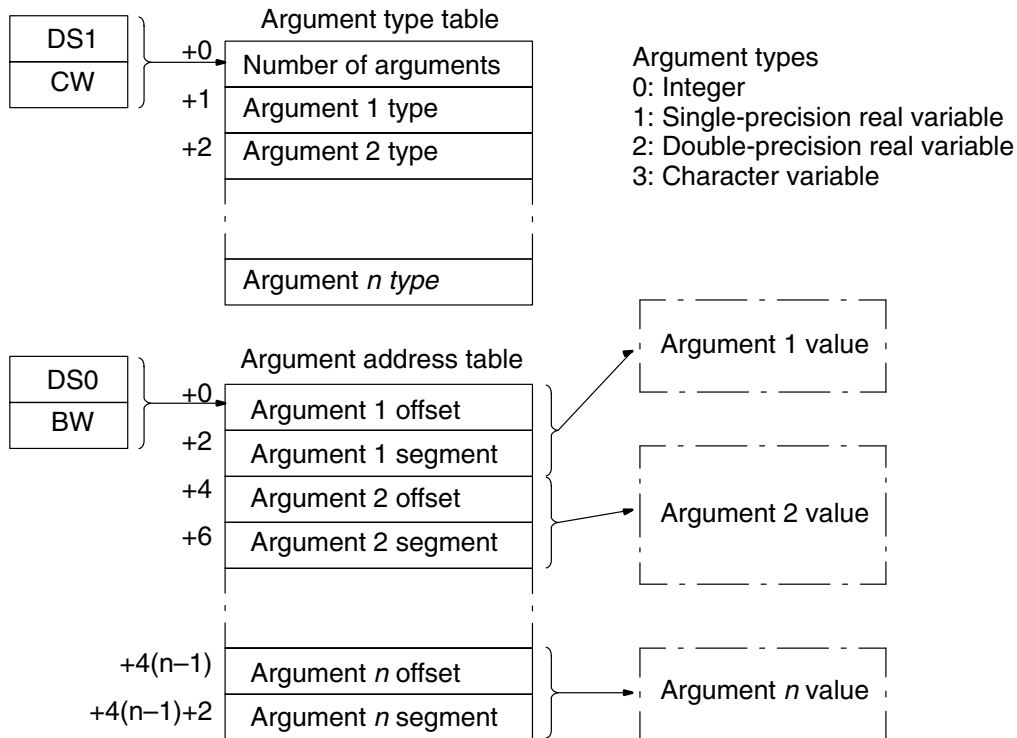 Argument type table
DS1
CW
+0
Number of arguments
+1
Argument 1 type
+2
Argument 2 type
Argument n type
Argument types
0: Integer
1: Single-precision real variable
2: Double-precision real variable
3: Character variable
Argument address table
DS0
BW
+0
Argument 1 offset
+2
Argument 1 segment
+4
Argument 2 offset
+6
Argument 2 segment
+4(n–1)
Argument n offset
+4(n–1)+2
Argument n segment
Argument 1 value
Argument 2 value
Argument n value